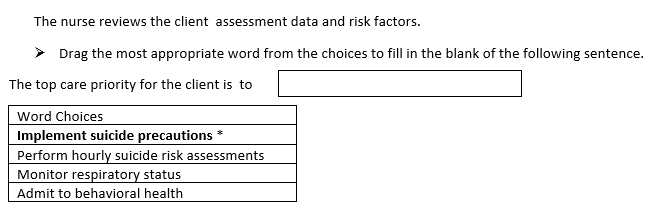 The nurse reviews the client assessment data and risk factors.
➢ Drag the most appropriate word from the choices to fill in the blank of the following sentence.
The top care priority for the client is to
Word Choices
Implement suicide precautions *
Perform hourly suicide risk assessments
Monitor respiratory status
Admit to behavioral health